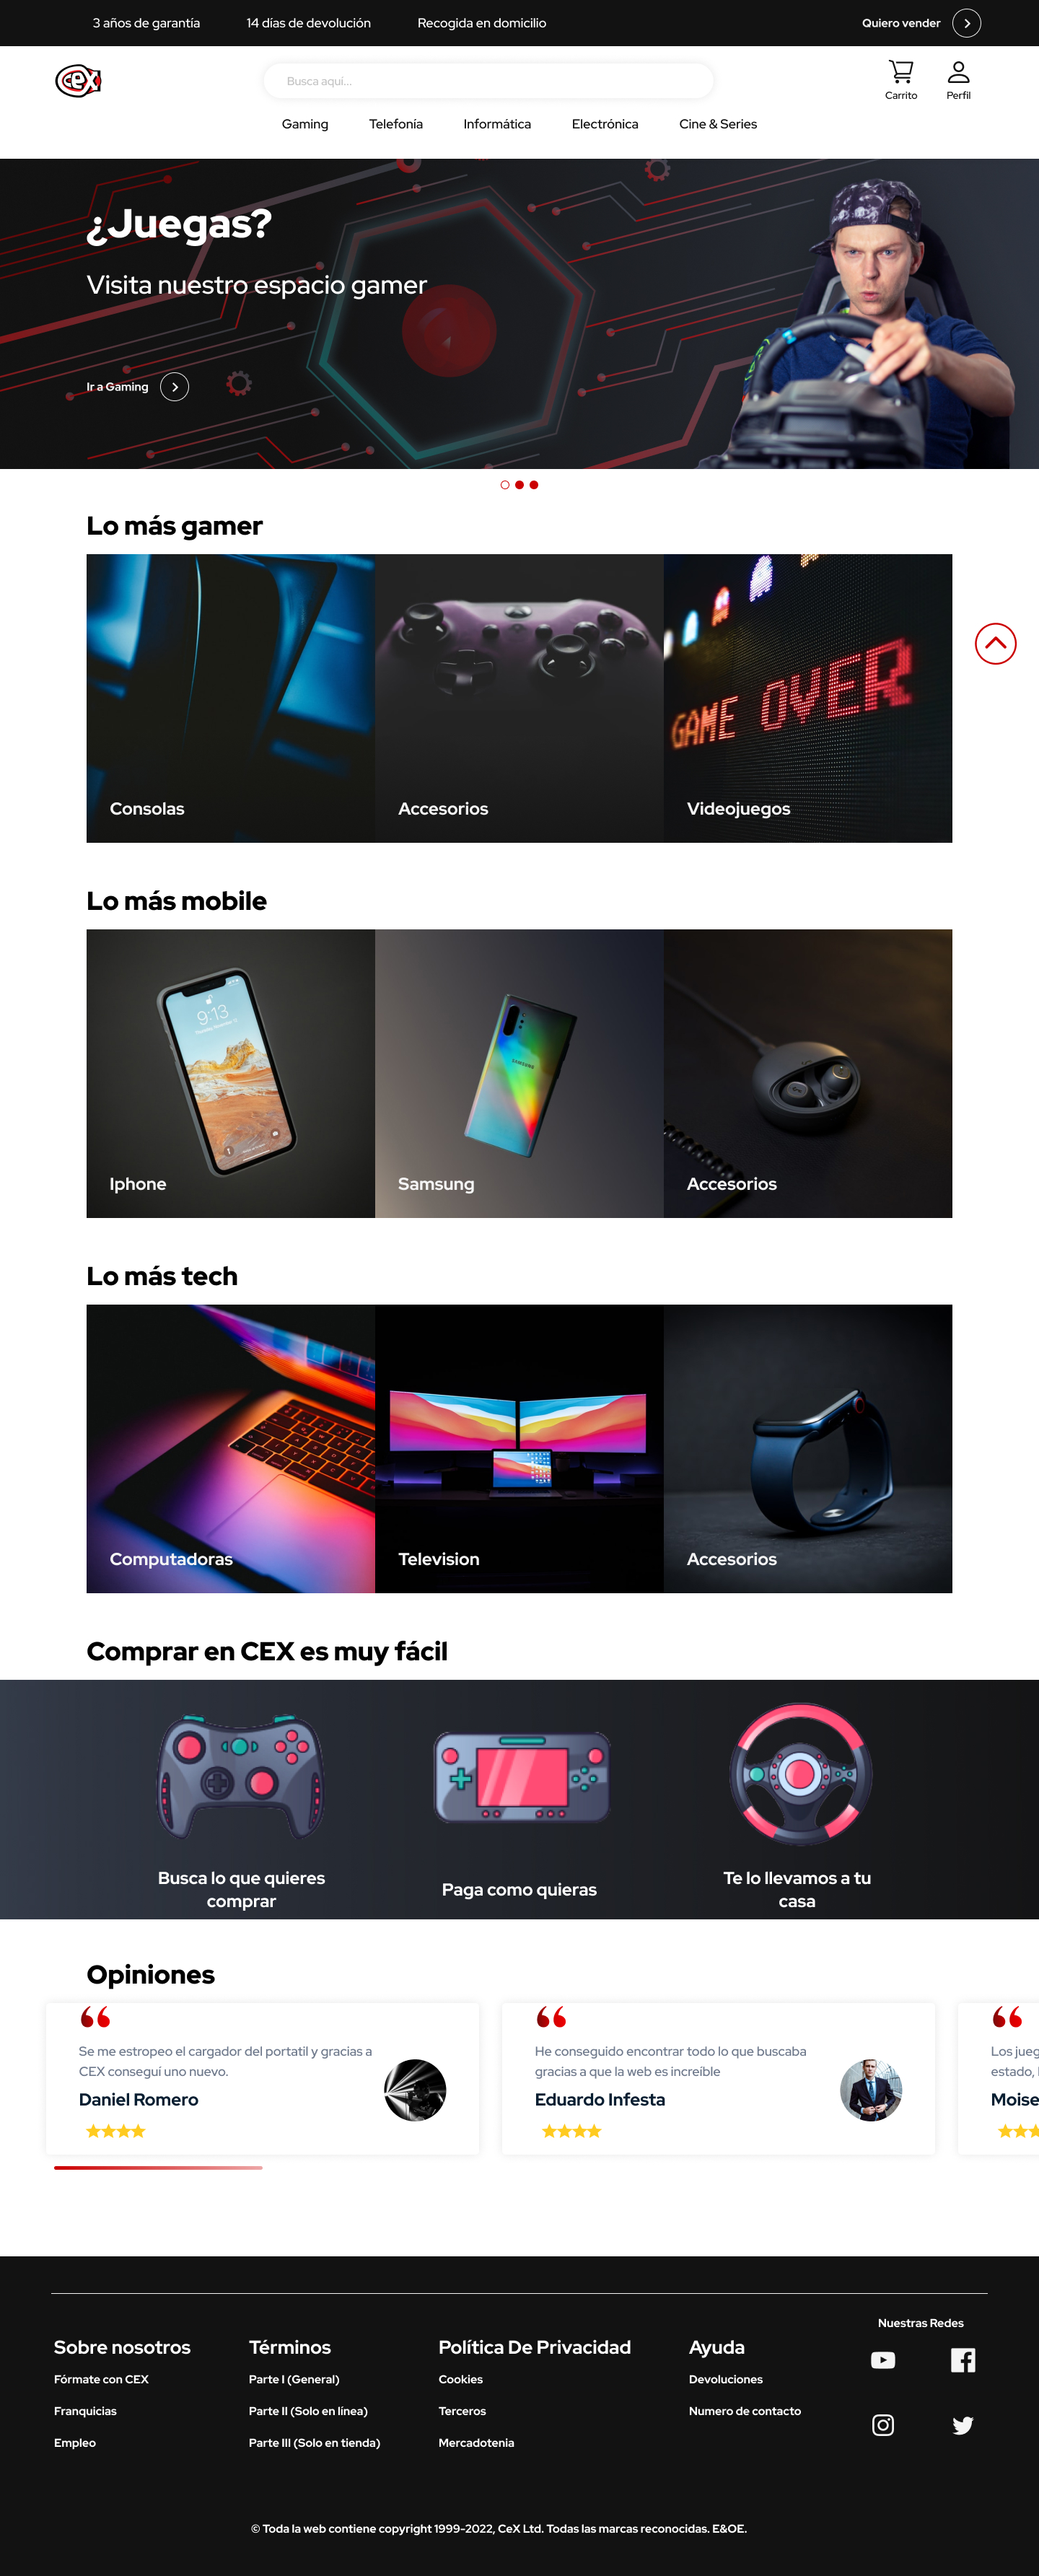 3 años de garantía
14 días de devolución
Recogida en domicilio
Quiero vender
CeX
Busca aquí...
Carrito
Perfil
Gaming
Telefonía
Informática
Electrónica
Cine & Series
¿Juegas?
Visita nuestro espacio gamer
Ir a Gaming
Lo más gamer
GAME OVER
Consolas
Accesorios
Videojuegos
Lo más mobile
9:13
SAMSUNG
Iphone
Samsung
Accesorios
Lo más tech
Computadoras
Television
Accesorios
Comprar en CEX es muy fácil
Busca lo que quieres
comprar
Paga como quieras
Te lo llevamos a tu
casa
Opiniones
Se me estropeo el cargador del portatil y gracias a
CEX conseguí uno nuevo.
Daniel Romero
He conseguido encontrar todo lo que buscaba
gracias a que la web es increíble
Eduardo Infesta
Los jueg
estado,
Moise
Nuestras Redes
Sobre nosotros
Fórmate con CEX
Franquicias
Empleo
Términos
Parte I (General)
Parte II (Solo en línea)
Parte III (Solo en tienda)
Política De Privacidad
Cookies
Terceros
Mercadotenia
Ayuda
Devoluciones
Numero de contacto
© Toda la web contiene copyright 1999-2022, CeX Ltd. Todas las marcas reconocidas. E&OE.